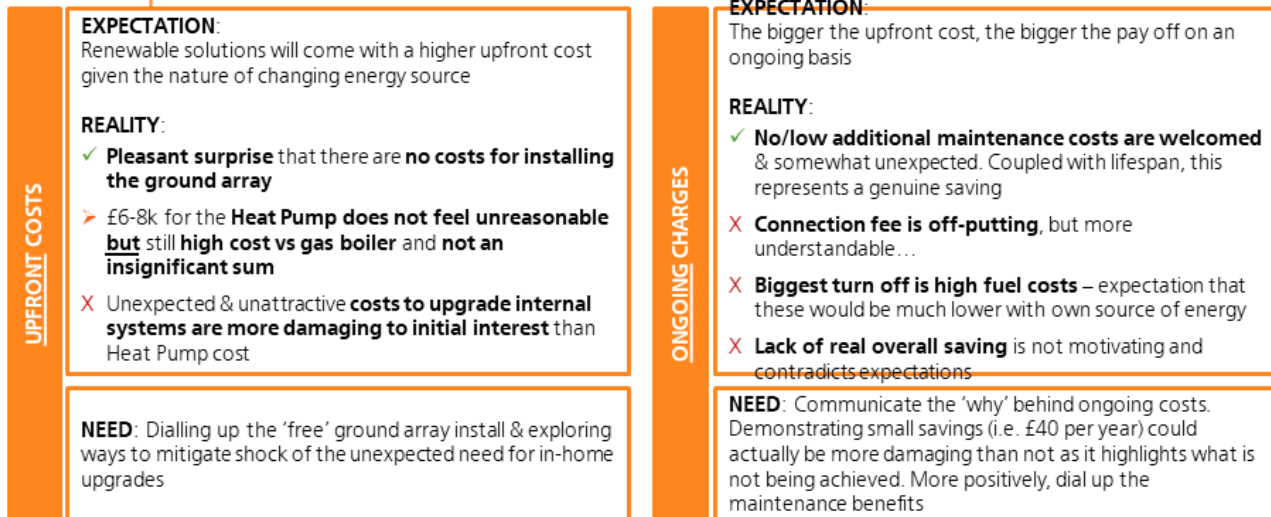 UPFRONT COSTS
EXPECTATION:
Renewable solutions will come with a higher upfront cost
given the nature of changing energy source
REALITY:
✓ Pleasant surprise that there are no costs for installing
the ground array
➢ £6-8k for the Heat Pump does not feel unreasonable
but still high cost vs gas boiler and not an
insignificant sum
X Unexpected & unattractive costs to upgrade internal
systems are more damaging to initial interest than
Heat Pump cost
NEED: Dialling up the ‘free’ ground array install & exploring
ways to mitigate shock of the unexpected need for in-home
upgrades
ONGOING CHARGES
EXPECTATION:
The bigger the upfront cost, the bigger the pay off on an
ongoing basis
REALITY:
✓ No/low additional maintenance costs are welcomed
& somewhat unexpected. Coupled with lifespan, this
represents a genuine saving
X Connection fee is off-putting, but more
understandable…
X Biggest turn off is high fuel costs – expectation that
these would be much lower with own source of energy
X Lack of real overall saving is not motivating and
contradicts expectations
NEED: Communicate the ‘why’ behind ongoing costs.
Demonstrating small savings (i.e. £40 per year) could
actually be more damaging than not as it highlights what is
not being achieved. More positively, dial up the
maintenance benefits